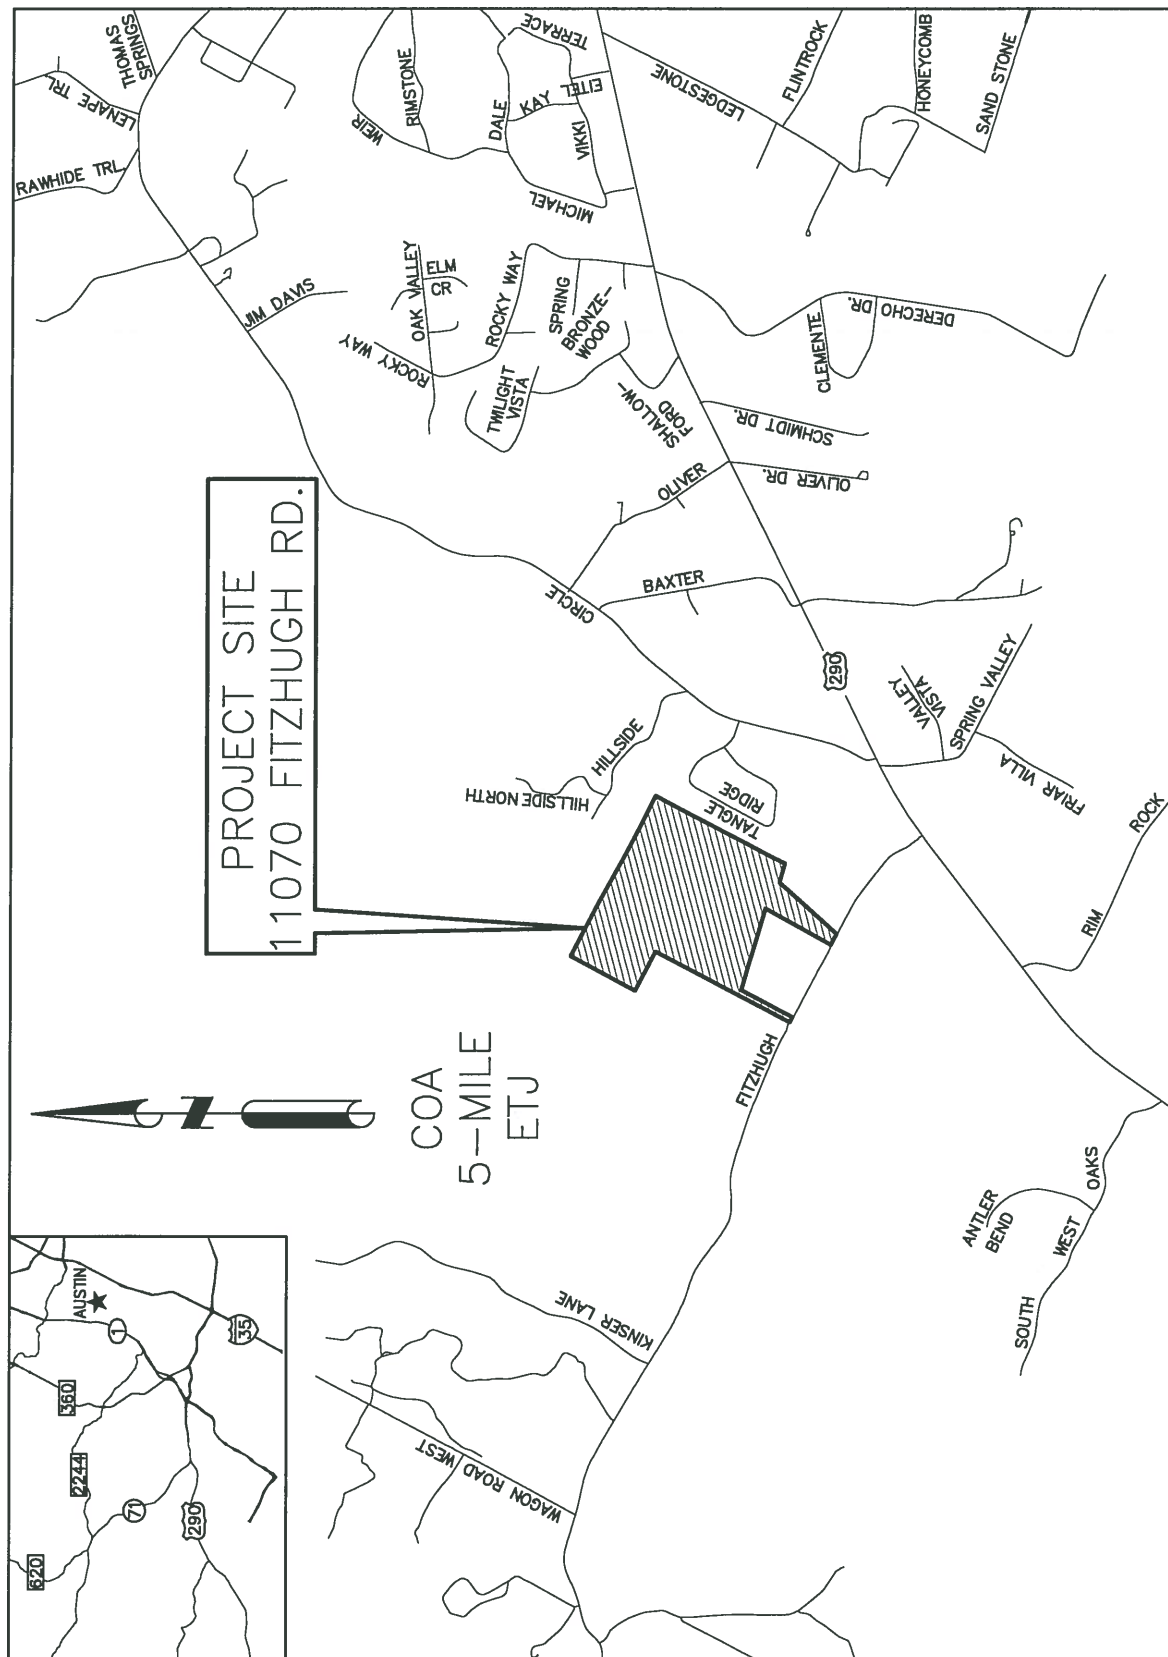 620
2244
360
71
290
1
35
AUSTIN
COA
5-MILE
ETJ
PROJECT SITE
11070 FITZHUGH RD.
RAWHIDE TRL.
LENAPE TRL
THOMAS
SPRINGS
JIM DAVIS
WEIR
RIMSTONE
DALE
KAY
TERRACE
EITEL
VIKKI
MICHAEL
OAK VALLEY
ELM
CR
ROCKY WAY
ROCKY WAY
SPRING
BRONZE-
WOOD
TWILIGHT
VISTA
SHALLOW-
FORD
LEDGESTONE
FLINTROCK
HONEYCOMB
SAND STONE
CLEMENTE
DERECHO
DR.
SCHMIDT DR.
OLIVER DR.
OLIVER
BAXTER
CIRCLE
HILLSIDE
HILLSIDE NORTH
TANGLE
RIDGE
290
VALLEY
VISTA
SPRING VALLEY
FRIAR VILLA
RIM
ROCK
FITZHUGH
KINSER LANE
WAGON ROAD WEST
ANTLER
BEND
SOUTH
WEST
OAKS
N